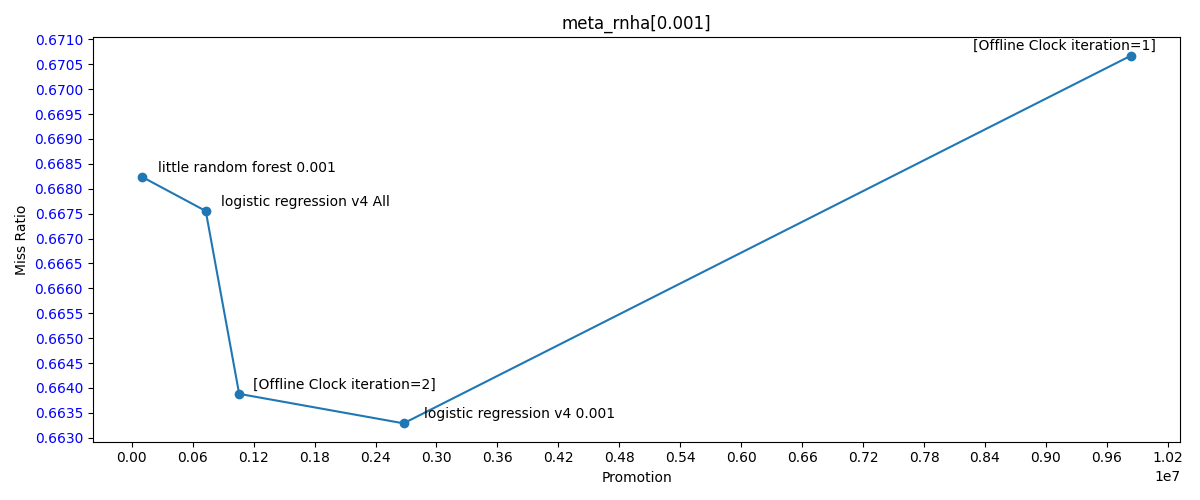 meta_rnha[0.001]
0.6710
[Offline Clock iteration=1]
0.6705
0.6700
0.6695
0.6690
0.6685
little random forest 0.001
0.6680
logistic regression v4 All
0.6675
0.6670
0.6665
0.6660
0.6655
0.6650
0.6645
0.6640
[Offline Clock iteration=2]
0.6635
logistic regression v4 0.001
0.6630
Miss Ratio
0.00 0.06 0.12 0.18 0.24 0.30 0.36 0.42 0.48 0.54 0.60 0.66 0.72 0.78 0.84 0.90 0.96 1.02
Promotion
1e7